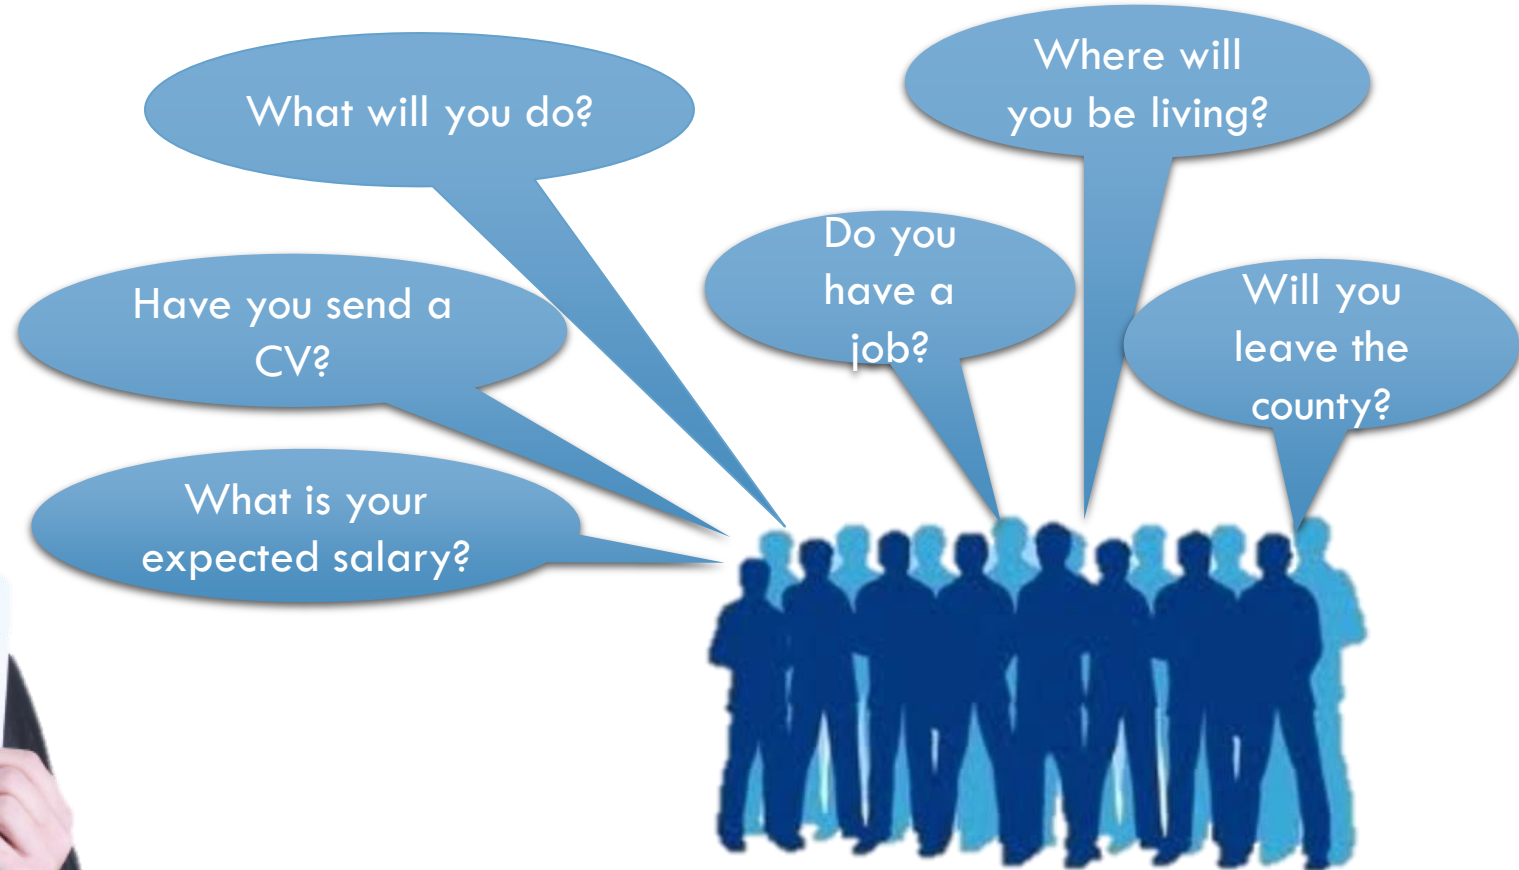 What will you do?
Where will
you be living?
Do you
have a
job?
Have you send a
CV?
Will you
leave the
county?
What is your
expected salary?